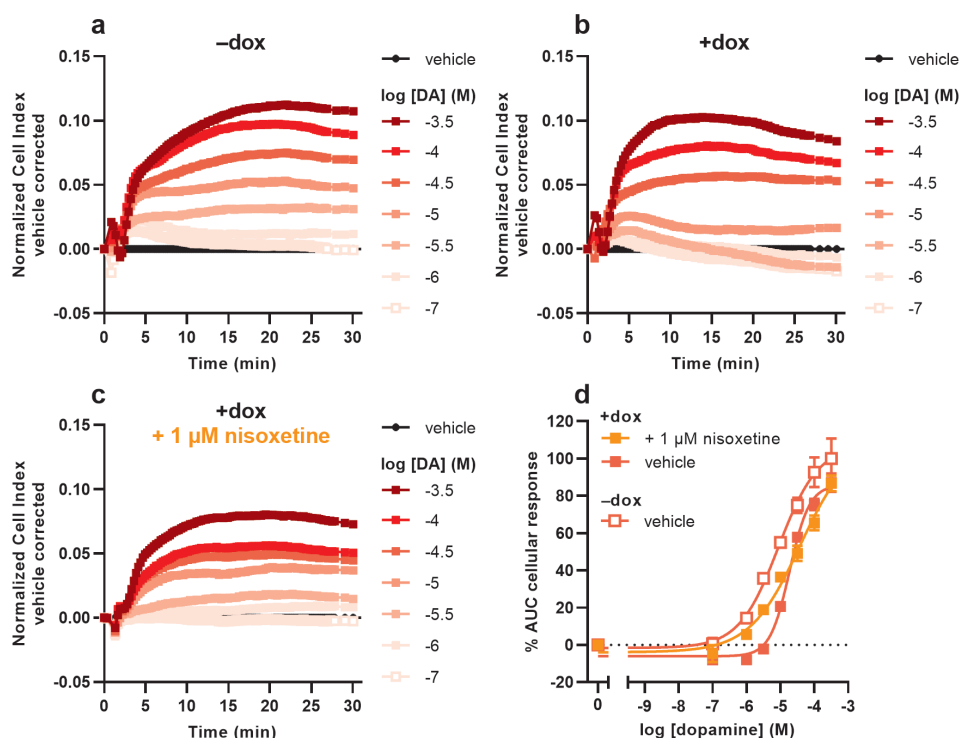 a
–dox
0.15
0.10
0.05
0.00
-0.05
0 5 10 15 20 25 30
Time (min)
Normalized Cell Index
vehicle corrected
vehicle
log [DA] (M)
-3.5
-4
-4.5
-5
-5.5
-6
-7
b
+dox
0.15
0.10
0.05
0.00
-0.05
0 5 10 15 20 25 30
Time (min)
Normalized Cell Index
vehicle corrected
vehicle
log [DA] (M)
-3.5
-4
-4.5
-5
-5.5
-6
-7
c
+dox
+ 1 µM nisoxetine
0.15
0.10
0.05
0.00
-0.05
0 5 10 15 20 25 30
Time (min)
Normalized Cell Index
vehicle corrected
vehicle
log [DA] (M)
-3.5
-4
-4.5
-5
-5.5
-6
-7
d
+dox
+ 1 µM nisoxetine
vehicle
–dox
vehicle
120
100
80
60
40
20
0
-20
0 -9 -8 -7 -6 -5 -4 -3
log [dopamine] (M)
% AUC cellular response